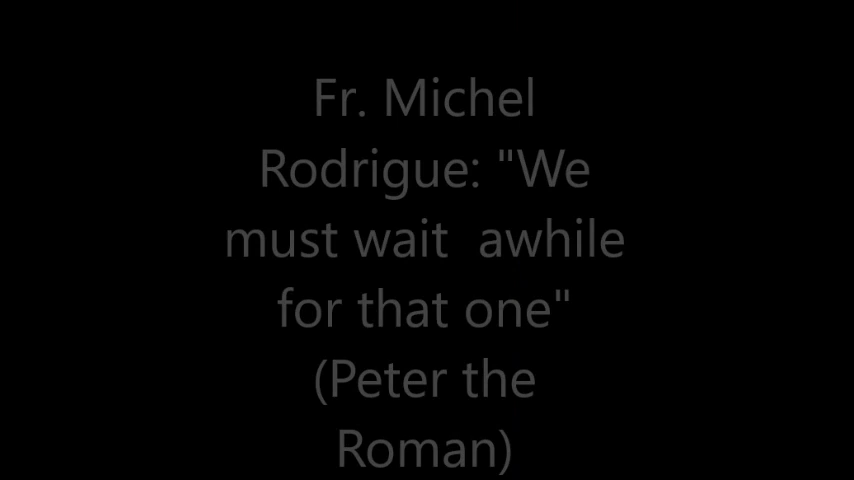 Fr. Michel
Rodrigue: "We
must wait  awhile
for that one"
(Peter the
Roman)